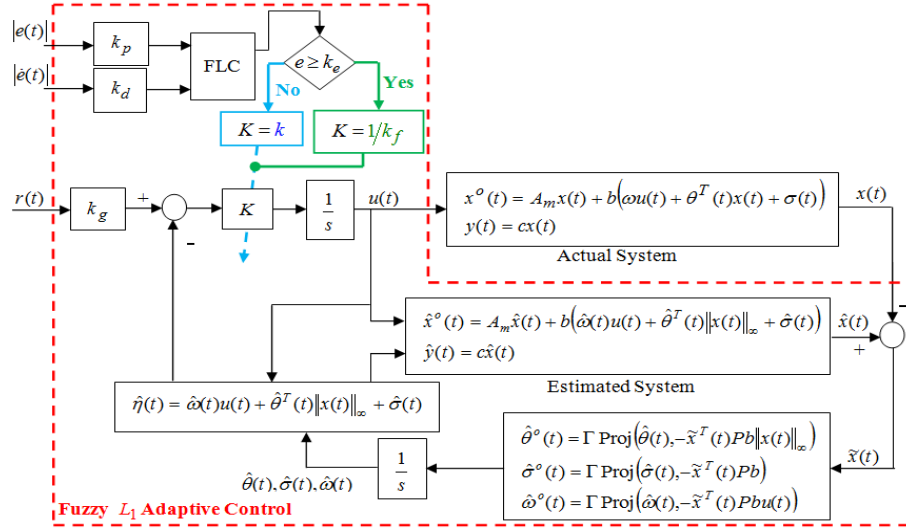 |e(t)|
k_p
|ė(t)|
k_d
FLC
e ≥ k_e
No
Yes
K = k
K = 1/k_f
r(t)
k_g
+
-
K
1/s
u(t)
x^o(t) = A_m x(t) + b(ωu(t) + θ^T(t)x(t) + σ(t))
y(t) = cx(t)
x(t)
Actual System
-
x̂^o(t) = A_m x̂(t) + b(ω̂(t)u(t) + θ̂^T(t)‖x(t)‖_∞ + σ̂(t))
ŷ(t) = cx̂(t)
x̂(t)
+
Estimated System
η̂(t) = ω̂(t)u(t) + θ̂^T(t)‖x(t)‖_∞ + σ̂(t)
θ̂^o(t) = Γ Proj(θ̂(t),-x̃^T(t)Pb‖x(t)‖_∞)
σ̂^o(t) = Γ Proj(σ̂(t),-x̃^T(t)Pb)
ω̂^o(t) = Γ Proj(ω̂(t),-x̃^T(t)Pbu(t))
x̃(t)
1/s
θ̂(t),σ̂(t),ω̂(t)
Fuzzy L_1 Adaptive Control